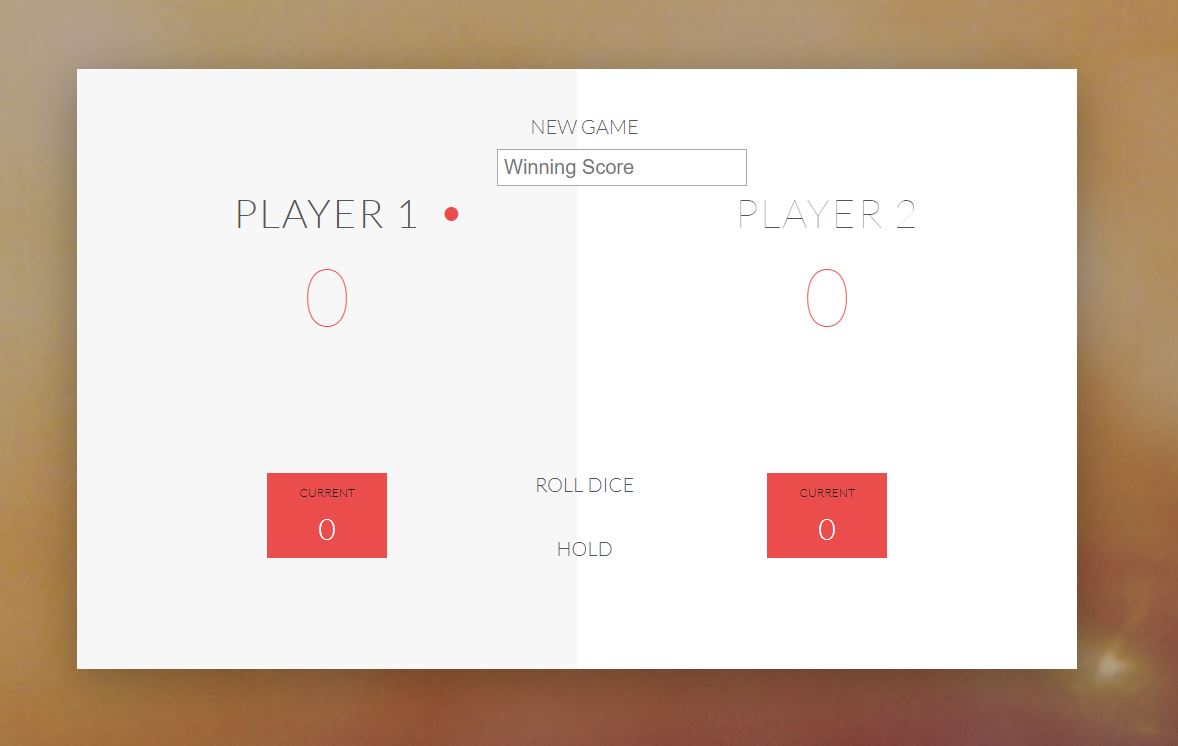 NEW GAME
Winning Score
PLAYER 1
PLAYER 2
0
0
CURRENT
0
ROLL DICE
HOLD
CURRENT
0